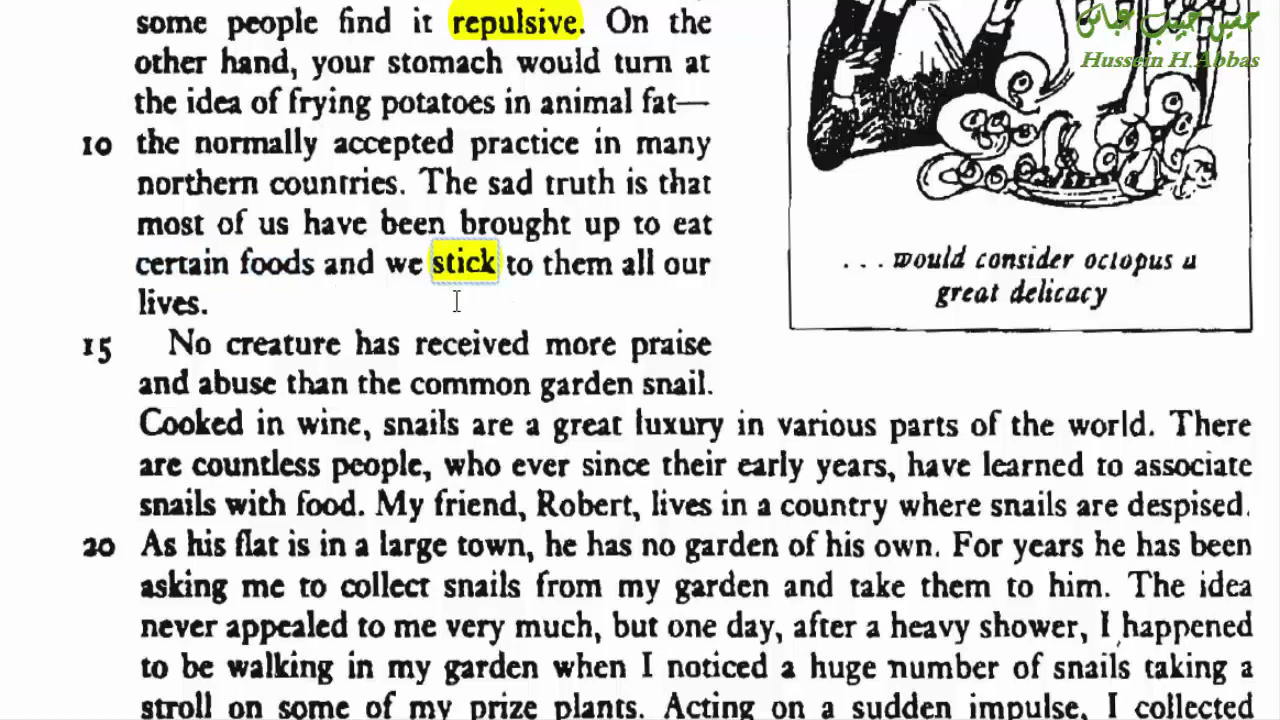 some people find it repulsive. On the
other hand, your stomach would turn at
the idea of frying potatoes in animal fat—
10 the normally accepted practice in many
northern countries. The sad truth is that
most of us have been brought up to eat
certain foods and we stick to them all our
lives.
15 No creature has received more praise
and abuse than the common garden snail.
Cooked in wine, snails are a great luxury in various parts of the world. There
are countless people, who ever since their early years, have learned to associate
snails with food. My friend, Robert, lives in a country where snails are despised.
20 As his flat is in a large town, he has no garden of his own. For years he has been
asking me to collect snails from my garden and take them to him. The idea
never appealed to me very much, but one day, after a heavy shower, I happened
to be walking in my garden when I noticed a huge number of snails taking a
stroll on some of my prize plants. Acting on a sudden impulse, I collected
Hussein H.Abbas
. . . would consider octopus a
great delicacy